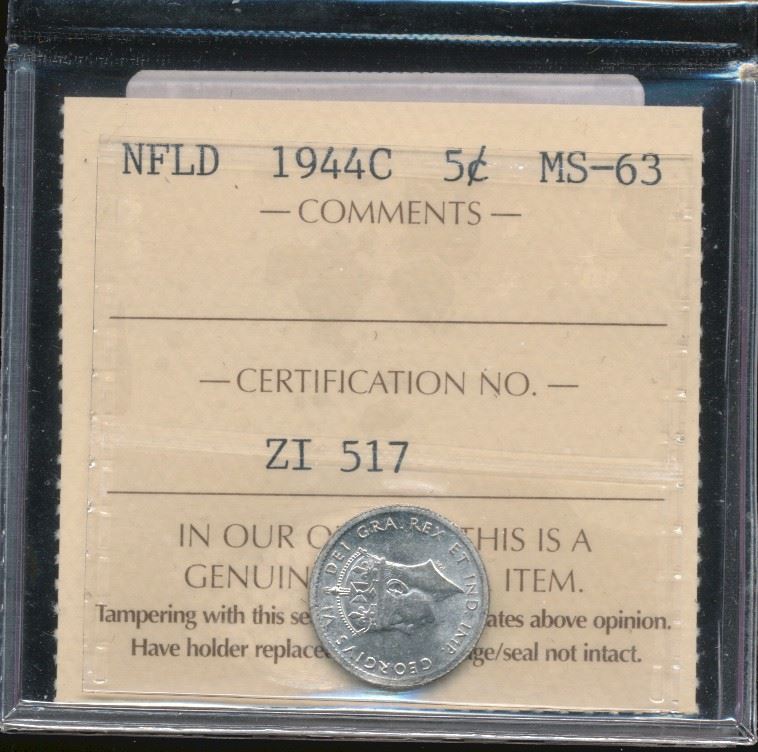 NFLD 1944C 5¢ MS-63
— COMMENTS —
— CERTIFICATION NO. —
ZI 517
IN OUR O THIS IS A
GENUIN ITEM.
Tampering with this se ates above opinion.
Have holder replace ge/seal not intact.
GEORGIVS VI DEI GRA. REX ET IND. IMP.